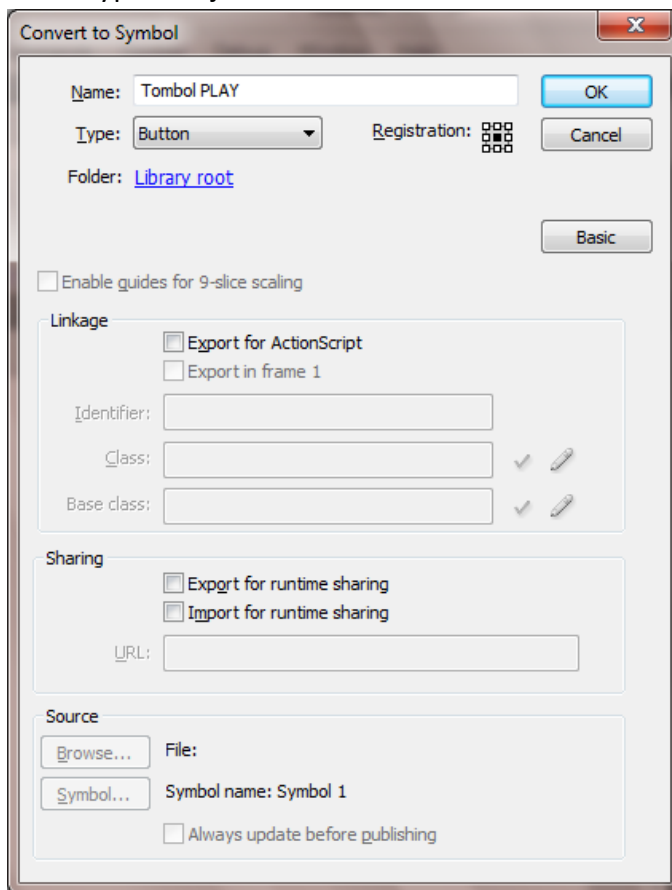 Convert to Symbol
Name: Tombol PLAY
OK
Type: Button
Registration:
Cancel
Folder: Library root
Basic
Enable guides for 9-slice scaling
Linkage
Export for ActionScript
Export in frame 1
Identifier:
Class:
Base class:
Sharing
Export for runtime sharing
Import for runtime sharing
URL:
Source
Browse... File:
Symbol... Symbol name: Symbol 1
Always update before publishing